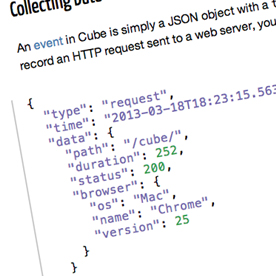 Collecting Data
An event in Cube is simply a JSON object with a
record an HTTP request sent to a web server, you
{
"type": "request",
"time": "2013-03-18T18:23:15.563
"data": {
"path": "/cube/",
"duration": 252,
"status": 200,
"browser": {
"os": "Mac",
"name": "Chrome",
"version": 25
}
}